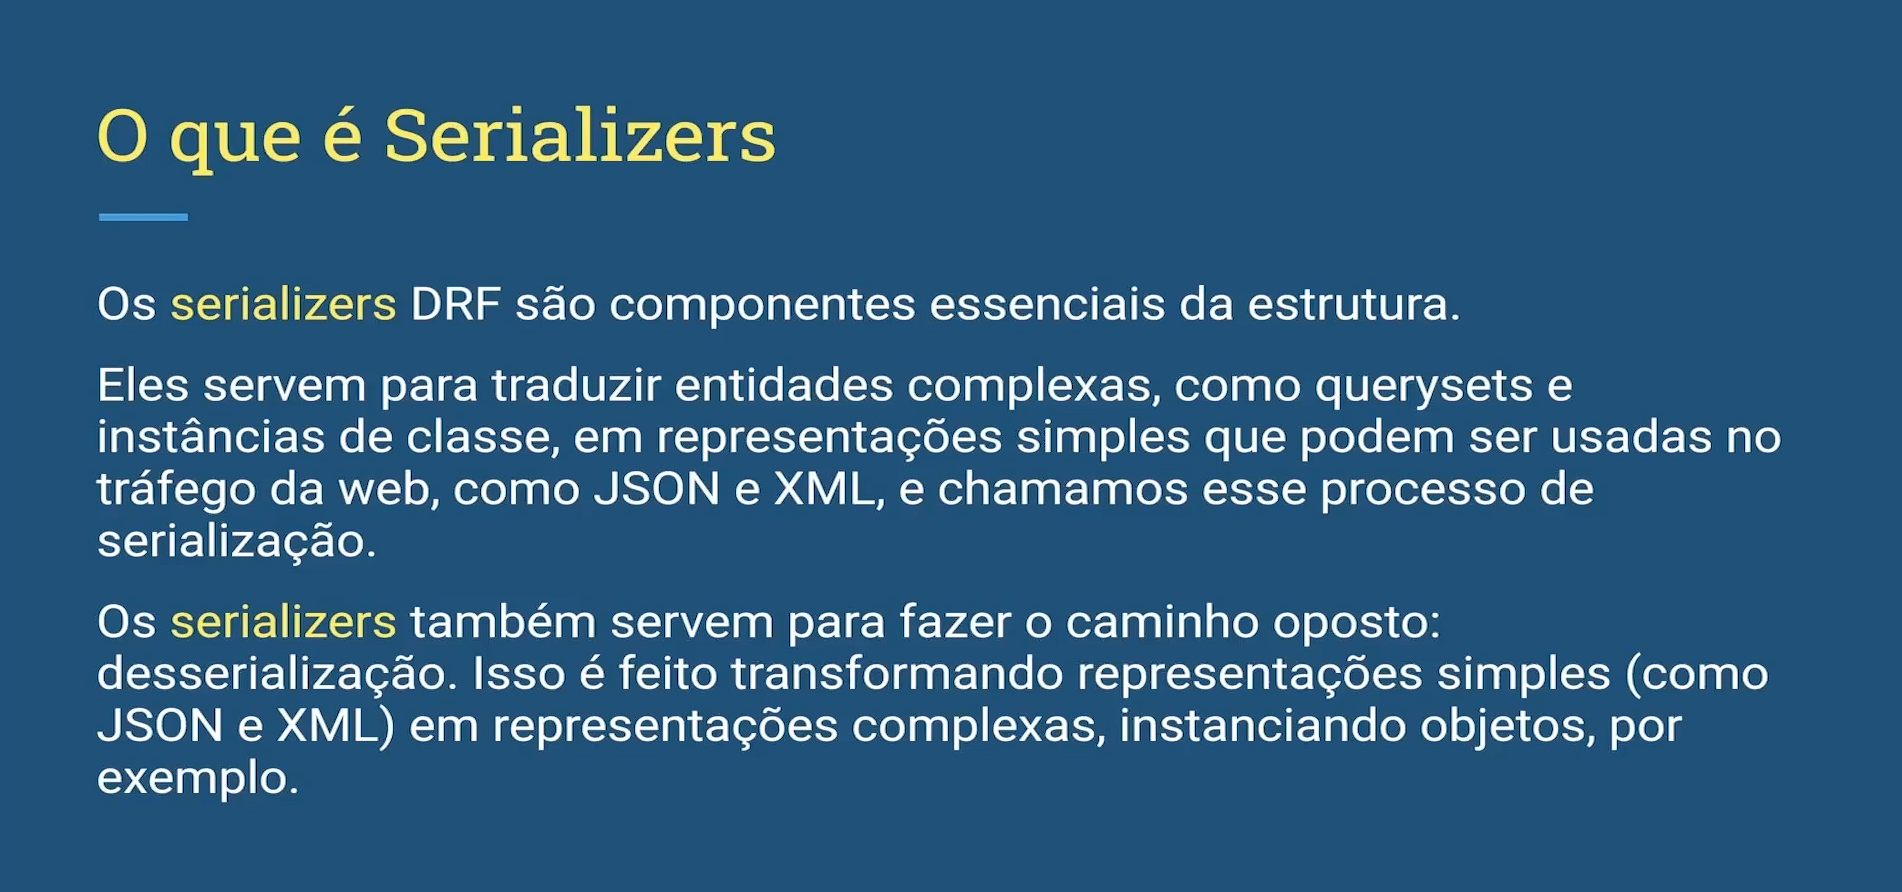 O que é Serializers
Os serializers DRF são componentes essenciais da estrutura.
Eles servem para traduzir entidades complexas, como querysets e
instâncias de classe, em representações simples que podem ser usadas no
tráfego da web, como JSON e XML, e chamamos esse processo de
serialização.
Os serializers também servem para fazer o caminho oposto:
desserialização. Isso é feito transformando representações simples (como
JSON e XML) em representações complexas, instanciando objetos, por
exemplo.